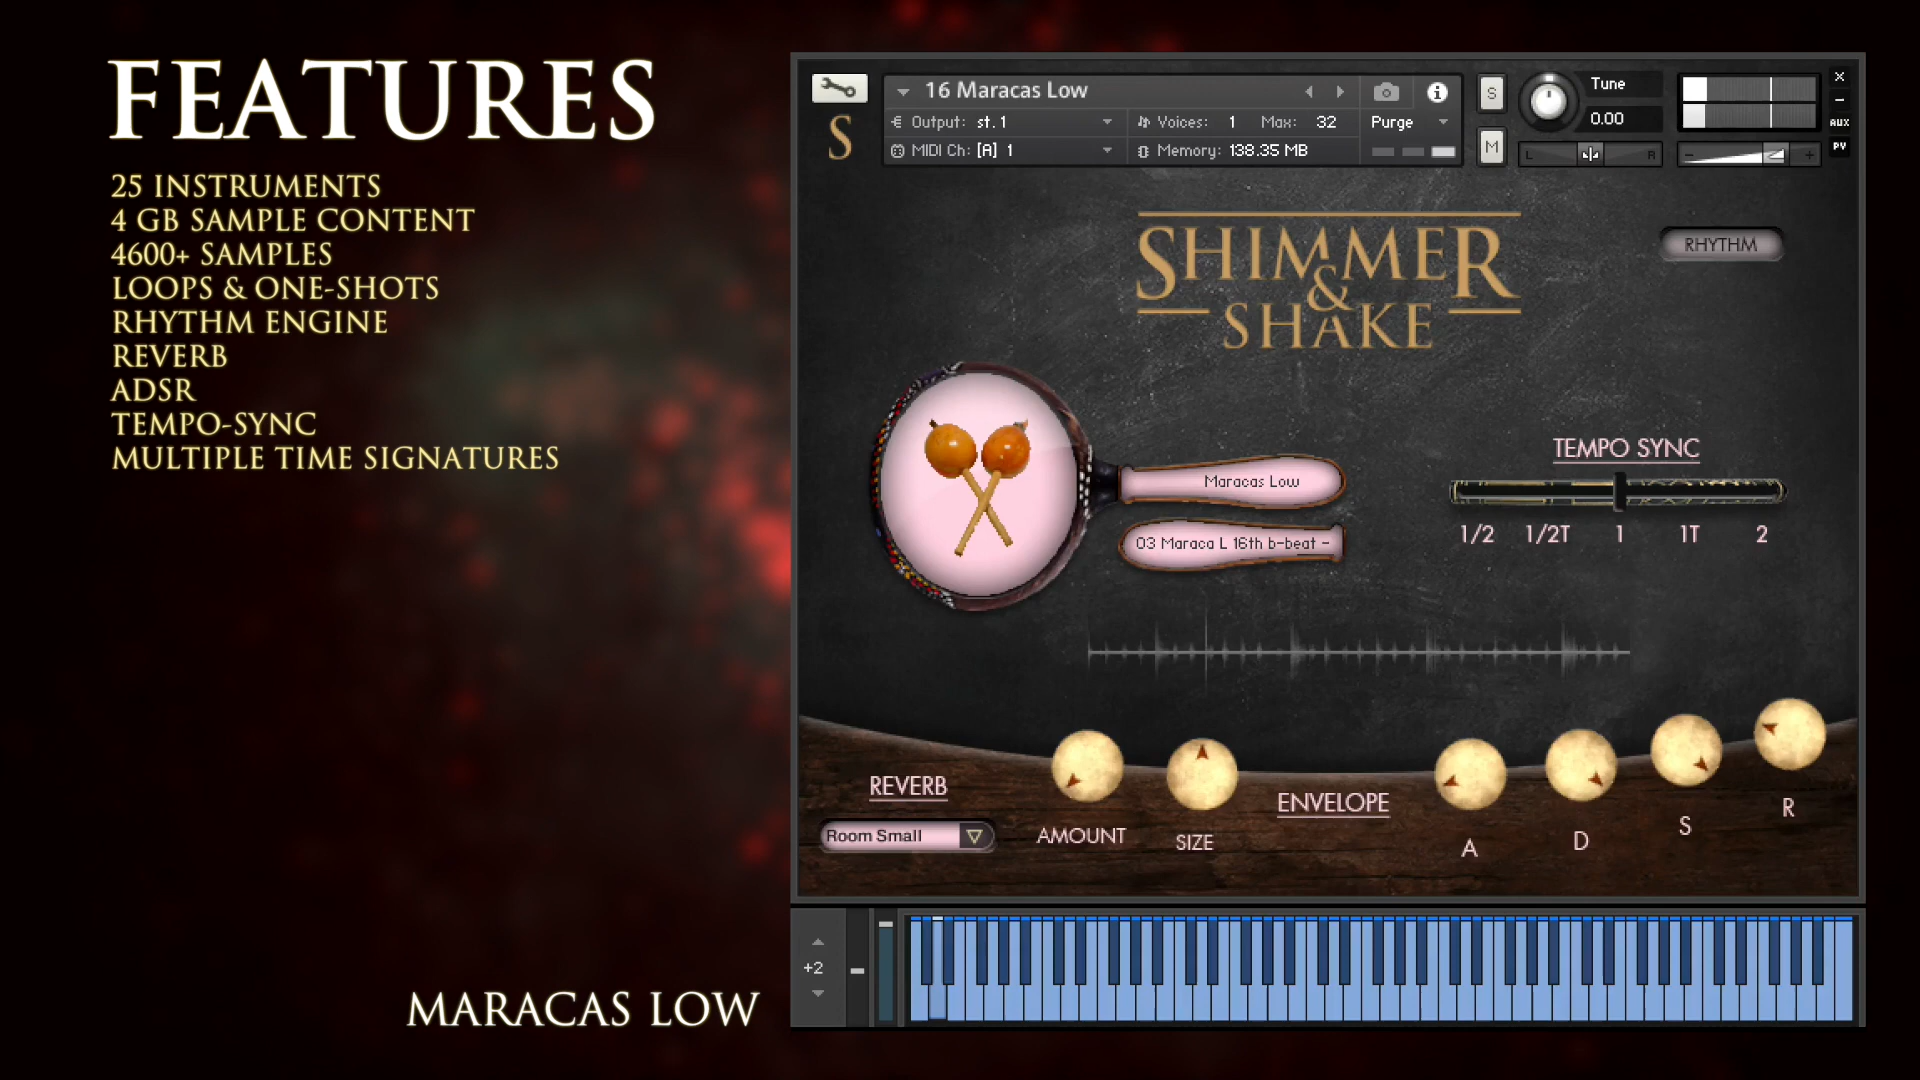 FEATURES
25 INSTRUMENTS
4 GB SAMPLE CONTENT
4600+ SAMPLES
LOOPS & ONE-SHOTS
RHYTHM ENGINE
REVERB
ADSR
TEMPO-SYNC
MULTIPLE TIME SIGNATURES
MARACAS LOW
S
16 Maracas Low
Output: st.1
Voices: 1 Max: 32
Purge
MIDI Ch: [A] 1
Memory: 138.35 MB
S
M
Tune
0.00
L R
- +
x
-
AUX
PV
SHIMMER
&
SHAKE
RHYTHM
Maracas Low
03 Maraca L 16th b-beat -
TEMPO SYNC
1/2 1/2T 1 1T 2
REVERB
Room Small
AMOUNT
SIZE
ENVELOPE
A
D
S
R
+2